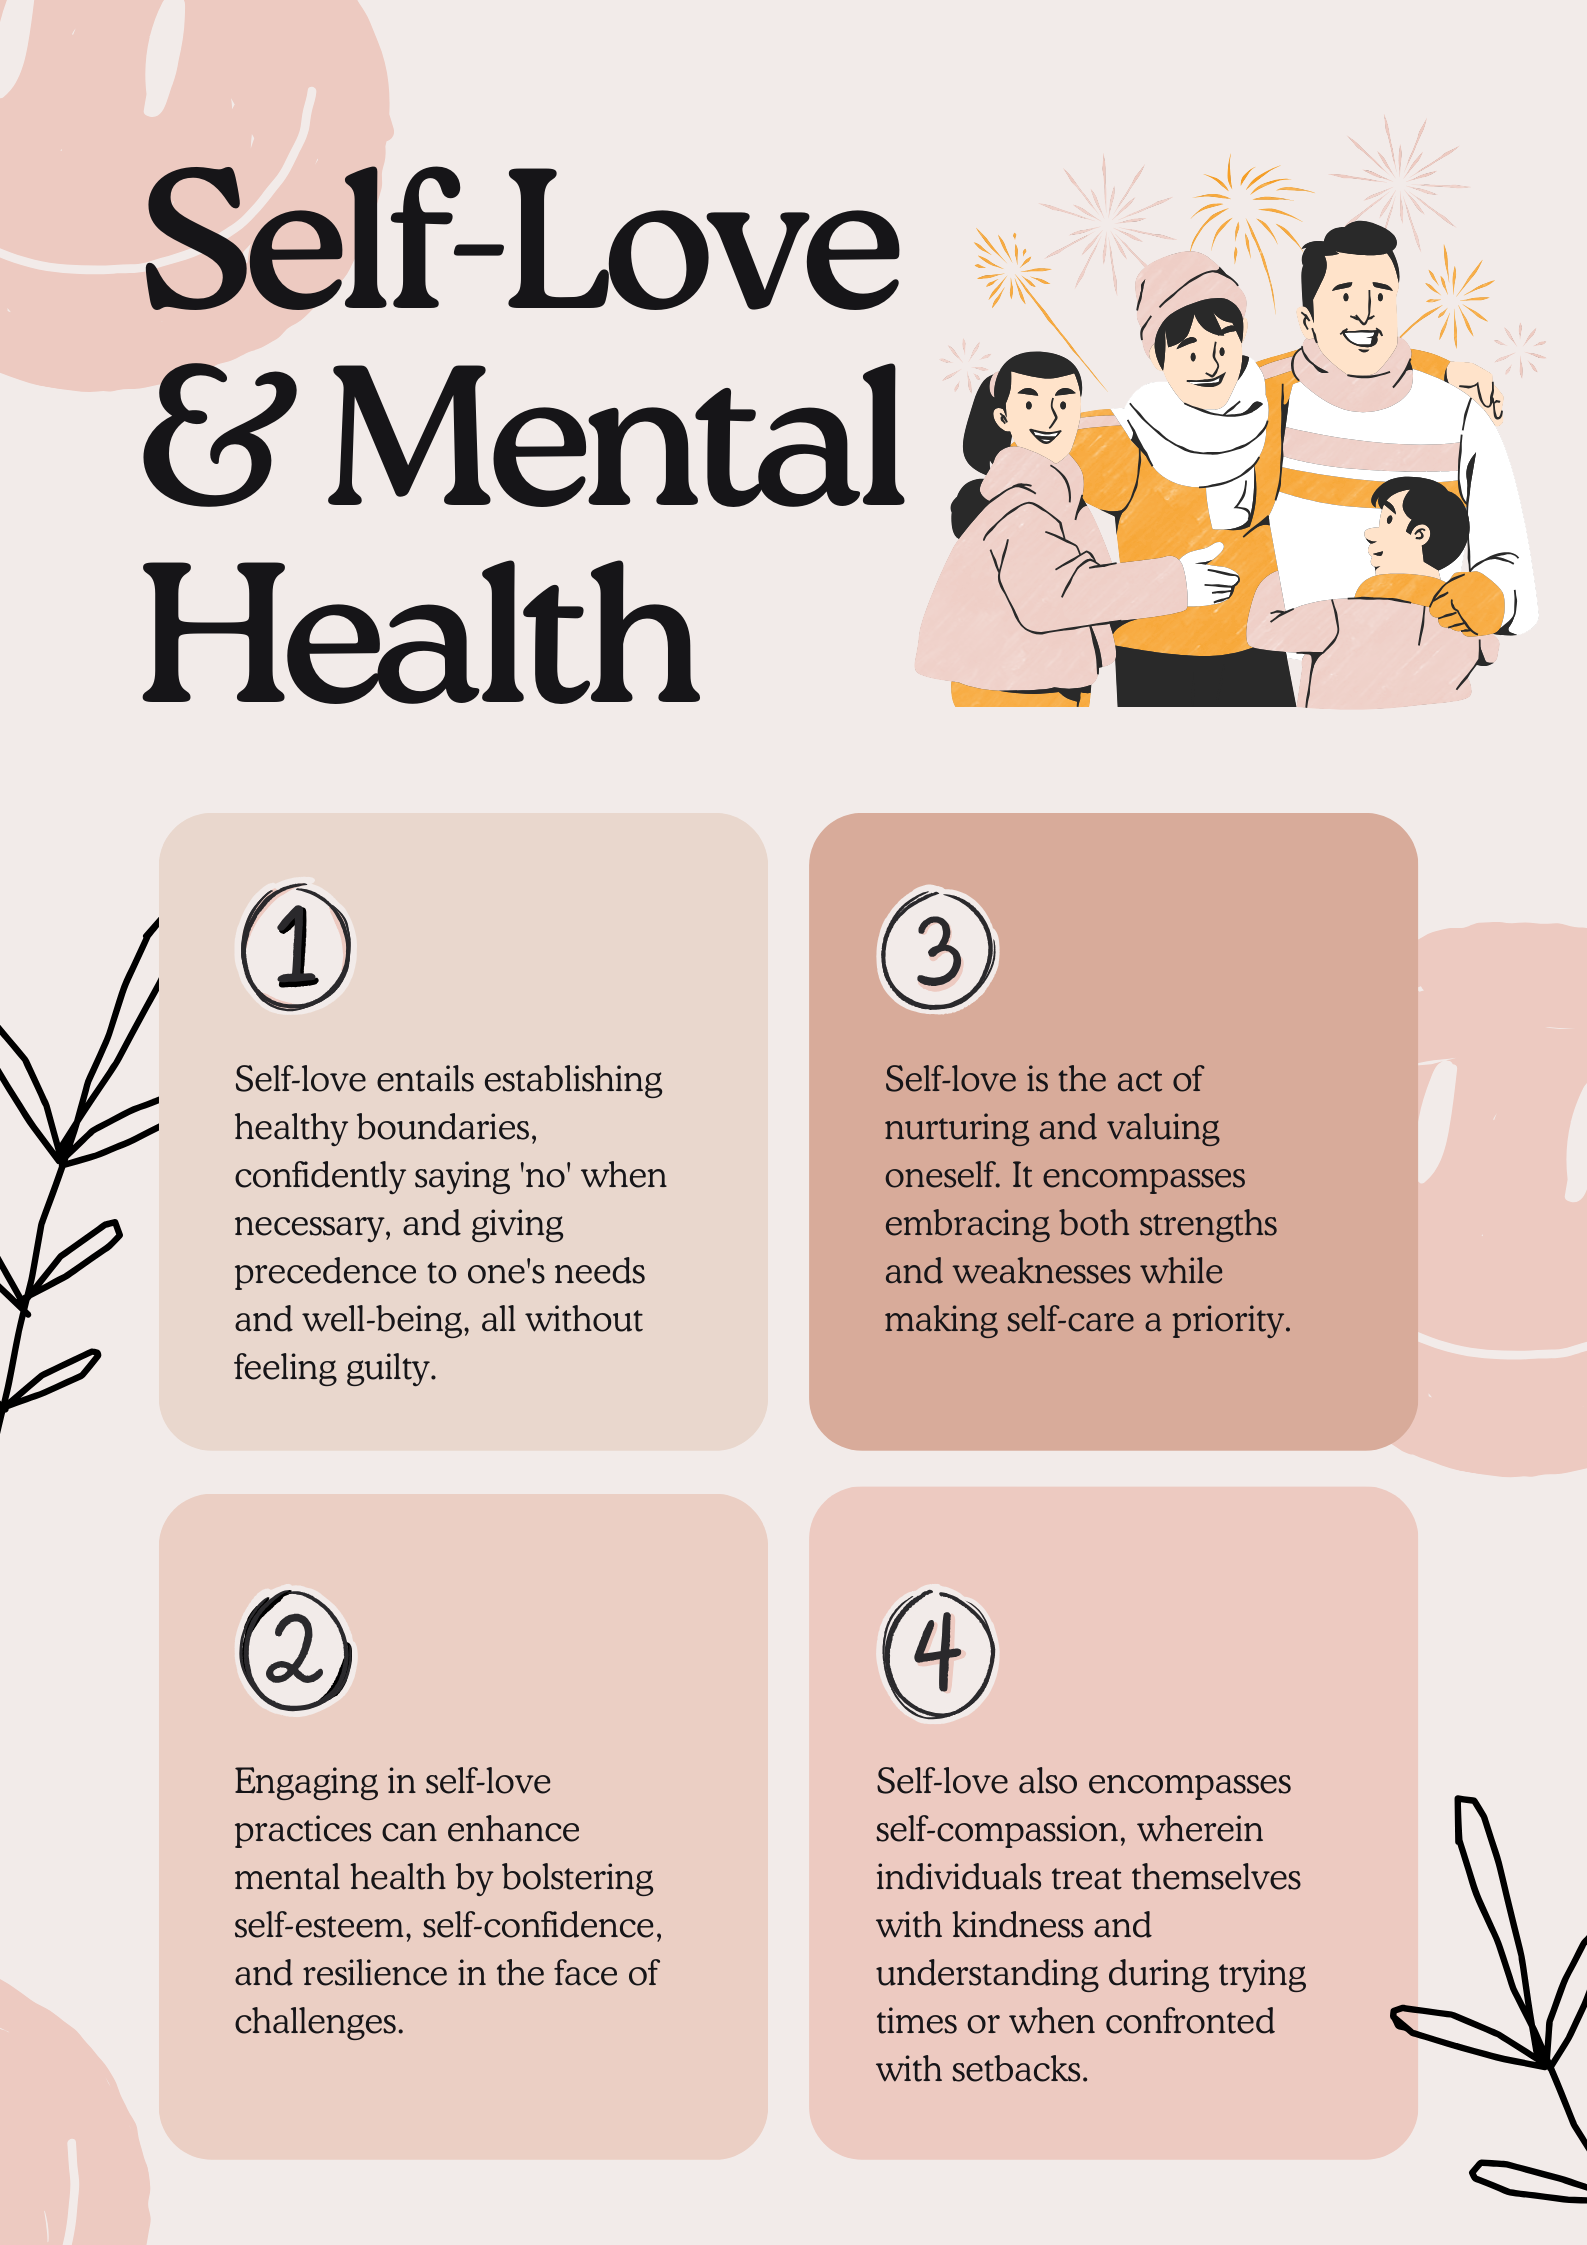 Self-Love
& Mental
Health
1
Self-love entails establishing
healthy boundaries,
confidently saying 'no' when
necessary, and giving
precedence to one's needs
and well-being, all without
feeling guilty.
2
Engaging in self-love
practices can enhance
mental health by bolstering
self-esteem, self-confidence,
and resilience in the face of
challenges.
3
Self-love is the act of
nurturing and valuing
oneself. It encompasses
embracing both strengths
and weaknesses while
making self-care a priority.
4
Self-love also encompasses
self-compassion, wherein
individuals treat themselves
with kindness and
understanding during trying
times or when confronted
with setbacks.